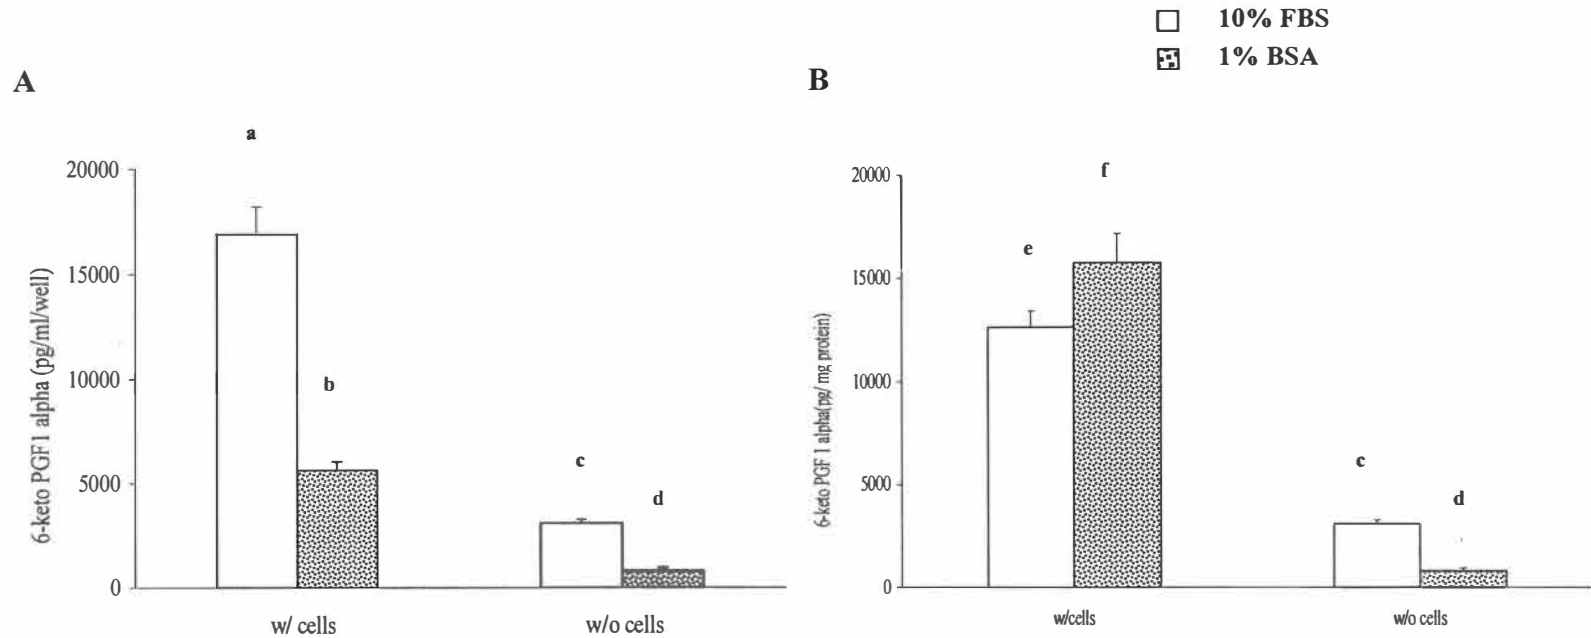 10% FBS
1% BSA
A
B
a
b
c
d
20000
15000
10000
5000
0
6-keto PGF1 alpha (pg/ml/well)
w/ cells
w/o cells
e
f
c
d
20000
15000
10000
5000
0
6-keto PGF 1 alpha(pg/ mg protein)
w/cells
w/o cells